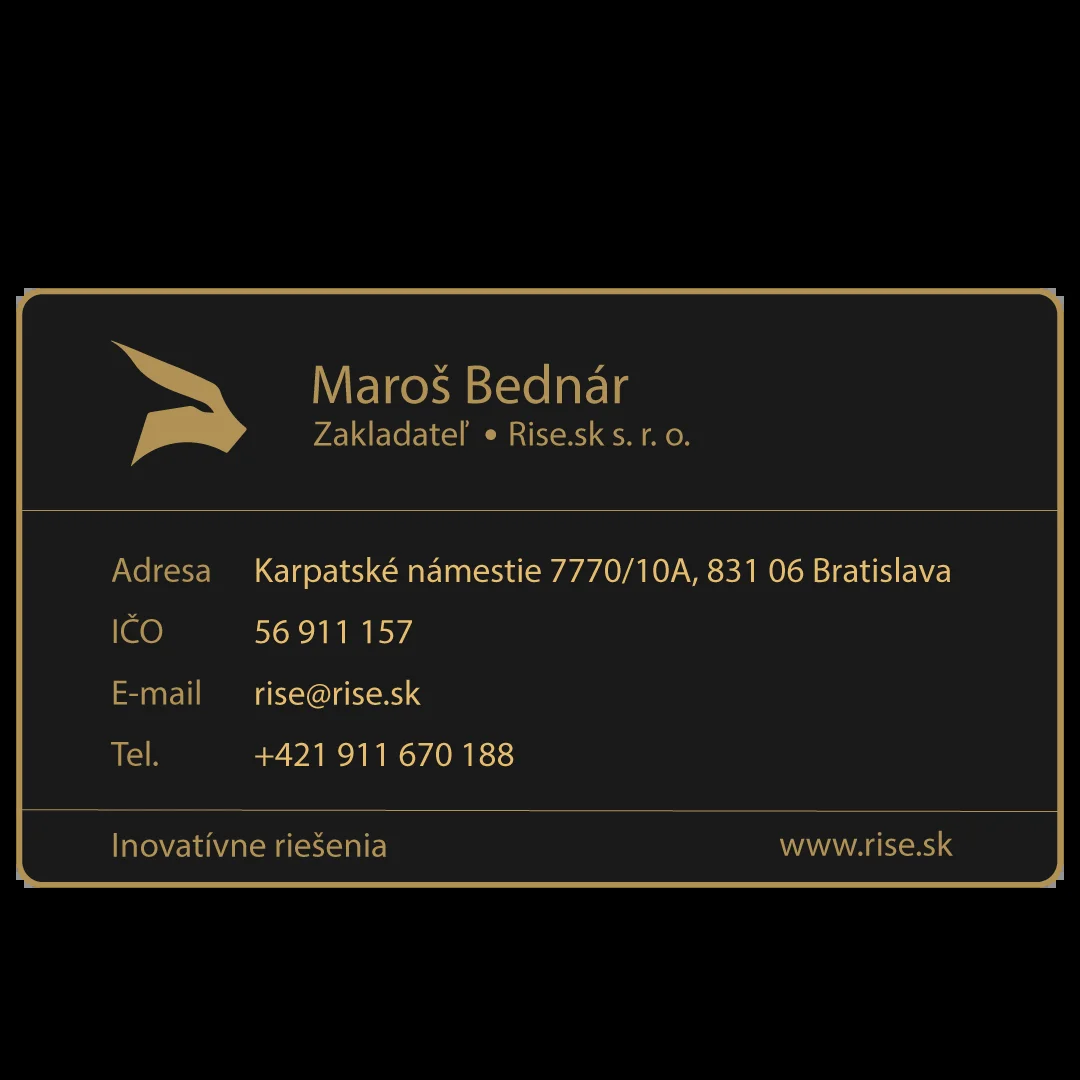 Maroš Bednár
Zakladateľ • Rise.sk s. r. o.
Adresa Karpatské námestie 7770/10A, 831 06 Bratislava
IČO 56 911 157
E-mail rise@rise.sk
Tel. +421 911 670 188
Inovatívne riešenia www.rise.sk